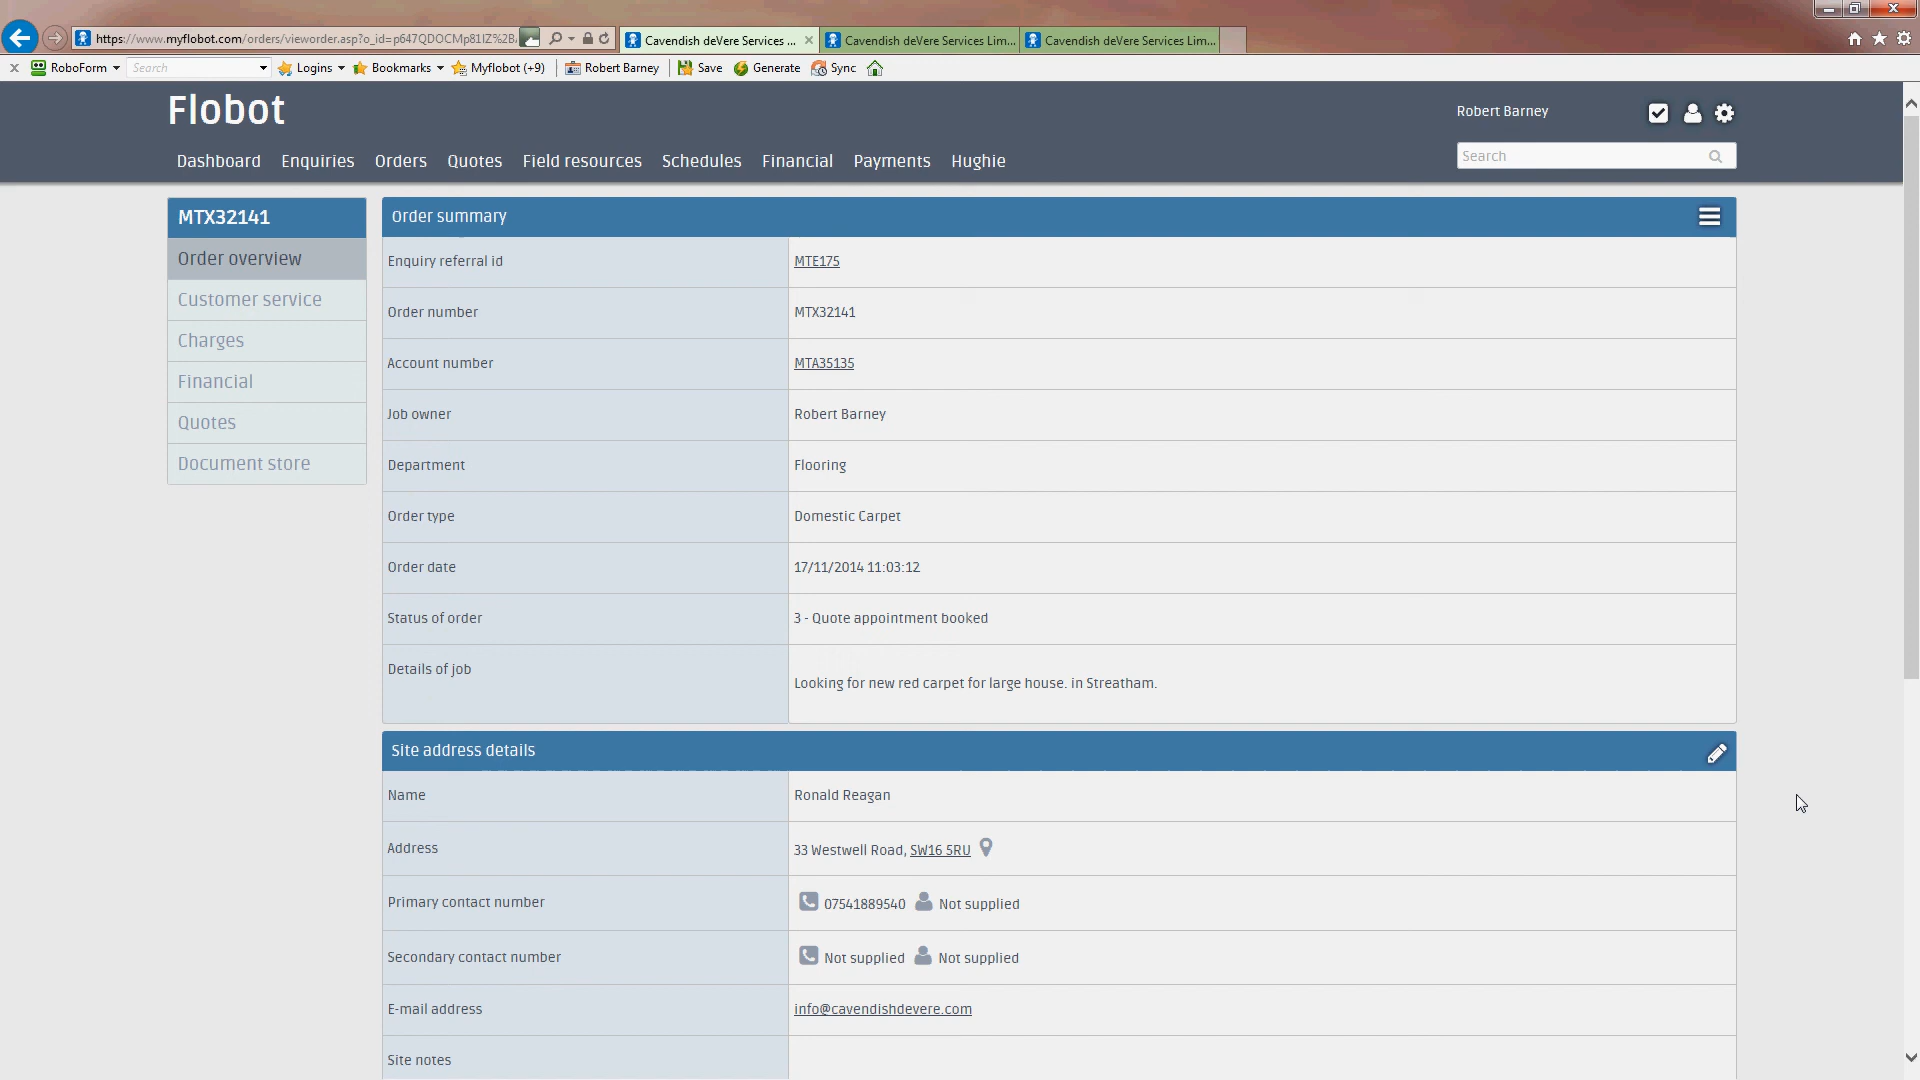 https://www.myflobot.com/orders/vieworder.asp?o_id=p647QDOCMp81IZ%2B
Cavendish deVere Services ...
Cavendish deVere Services Lim...
Cavendish deVere Services Lim...
RoboForm
Search
Logins
Bookmarks
Myflobot (+9)
Robert Barney
Save
Generate
Sync
Flobot
Robert Barney
Dashboard
Enquiries
Orders
Quotes
Field resources
Schedules
Financial
Payments
Hughie
Search
MTX32141
Order overview
Customer service
Charges
Financial
Quotes
Document store
Order summary
Enquiry referral id
MTE175
Order number
MTX32141
Account number
MTA35135
Job owner
Robert Barney
Department
Flooring
Order type
Domestic Carpet
Order date
17/11/2014 11:03:12
Status of order
3 - Quote appointment booked
Details of job
Looking for new red carpet for large house. in Streatham.
Site address details
Name
Ronald Reagan
Address
33 Westwell Road, SW16 5RU
Primary contact number
07541889540 Not supplied
Secondary contact number
Not supplied Not supplied
E-mail address
info@cavendishdevere.com
Site notes